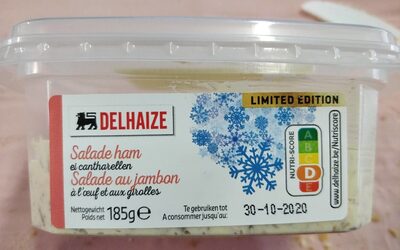 DELHAIZE
LIMITED EDITION
Salade ham
ei cantharellen
Salade au jambon
à l'œuf et aux girolles
Nettogewicht
Poids net
185g e
Te gebruiken tot
A consommer jusqu'au:
30-10-2020
NUTRI-SCORE
A
B
C
D
E
www.delhaize.be/Nutriscore